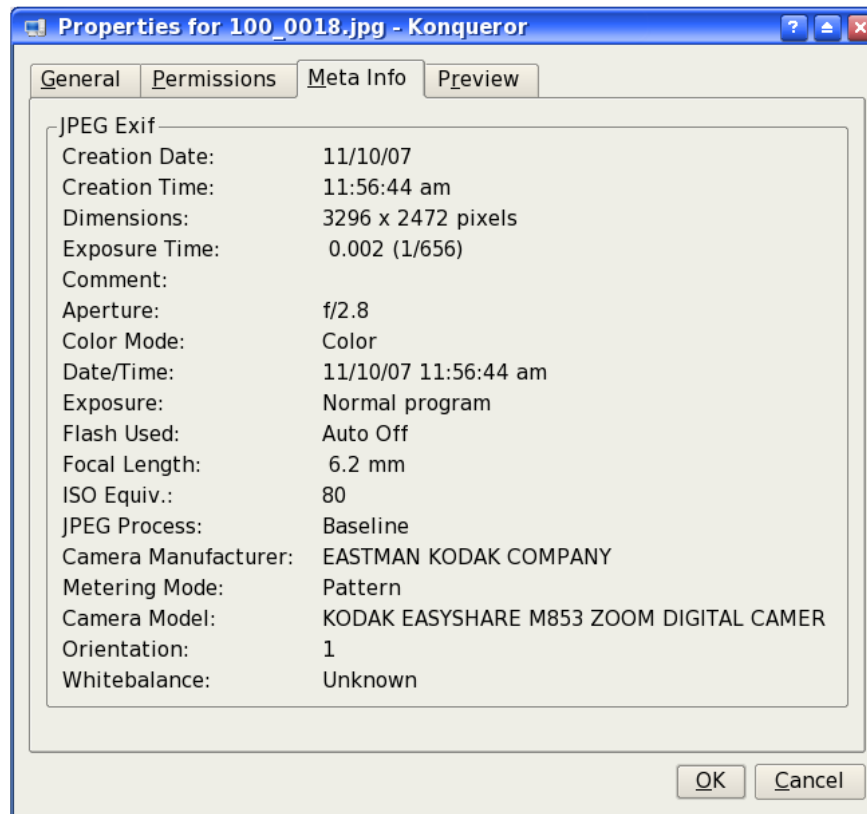 Properties for 100_0018.jpg - Konqueror
General Permissions Meta Info Preview
JPEG Exif
Creation Date: 11/10/07
Creation Time: 11:56:44 am
Dimensions: 3296 x 2472 pixels
Exposure Time: 0.002 (1/656)
Comment:
Aperture: f/2.8
Color Mode: Color
Date/Time: 11/10/07 11:56:44 am
Exposure: Normal program
Flash Used: Auto Off
Focal Length: 6.2 mm
ISO Equiv.: 80
JPEG Process: Baseline
Camera Manufacturer: EASTMAN KODAK COMPANY
Metering Mode: Pattern
Camera Model: KODAK EASYSHARE M853 ZOOM DIGITAL CAMER
Orientation: 1
Whitebalance: Unknown
OK Cancel